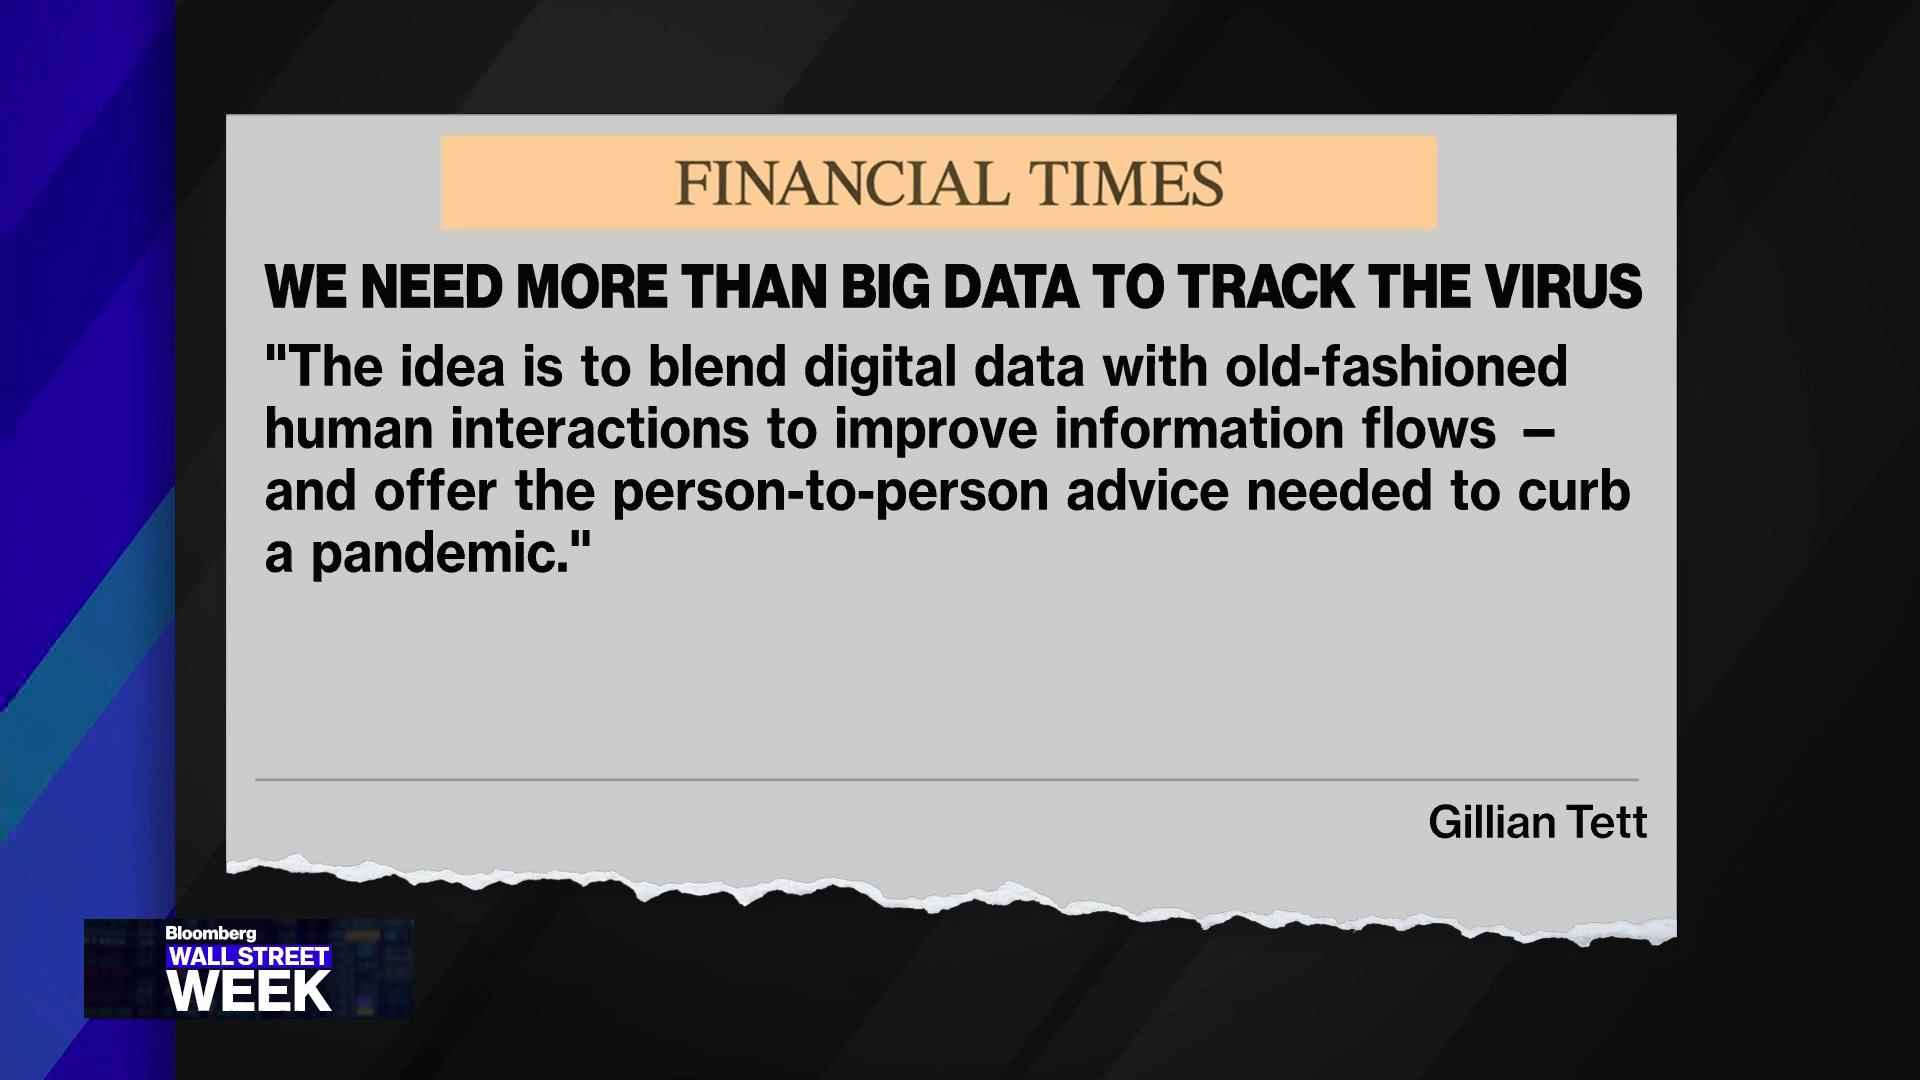 FINANCIAL TIMES
WE NEED MORE THAN BIG DATA TO TRACK THE VIRUS
"The idea is to blend digital data with old-fashioned
human interactions to improve information flows –
and offer the person-to-person advice needed to curb
a pandemic."
Gillian Tett
Bloomberg
WALL STREET
WEEK